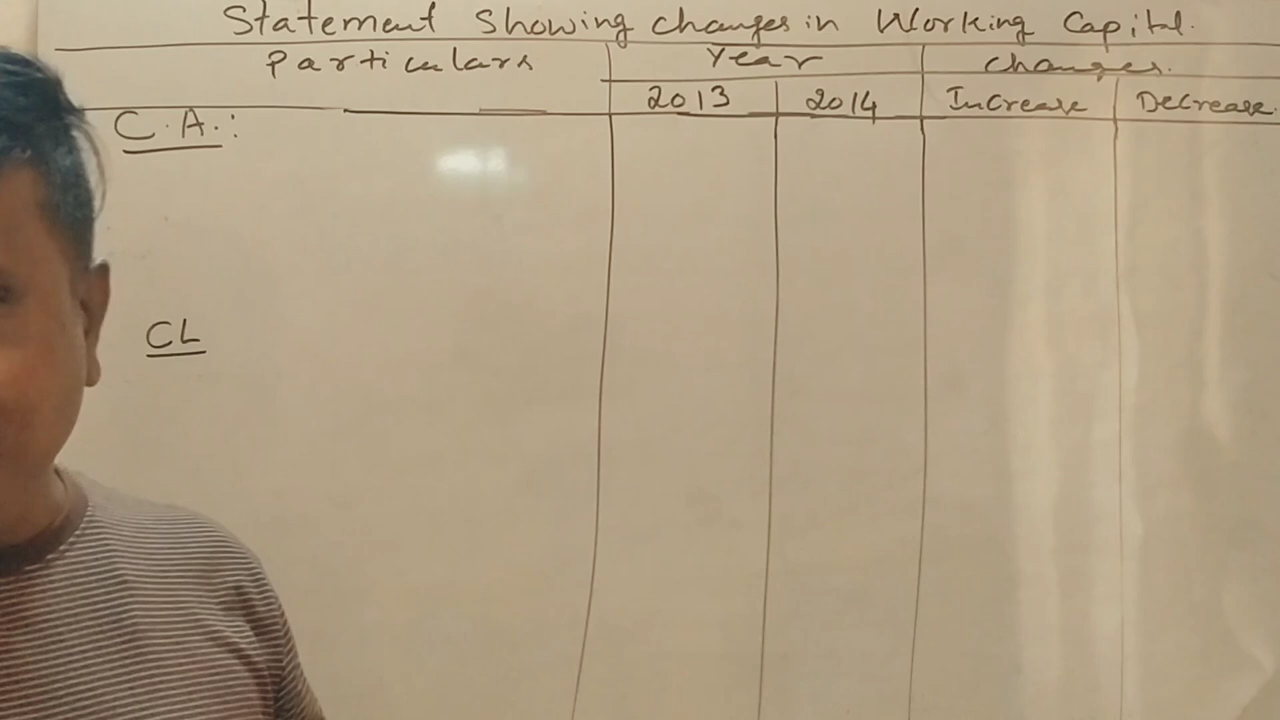 Statement Showing changes in Working Capital.
Particulars Year changes.
2013 2014 Increase Decrease.
C.A.:
CL